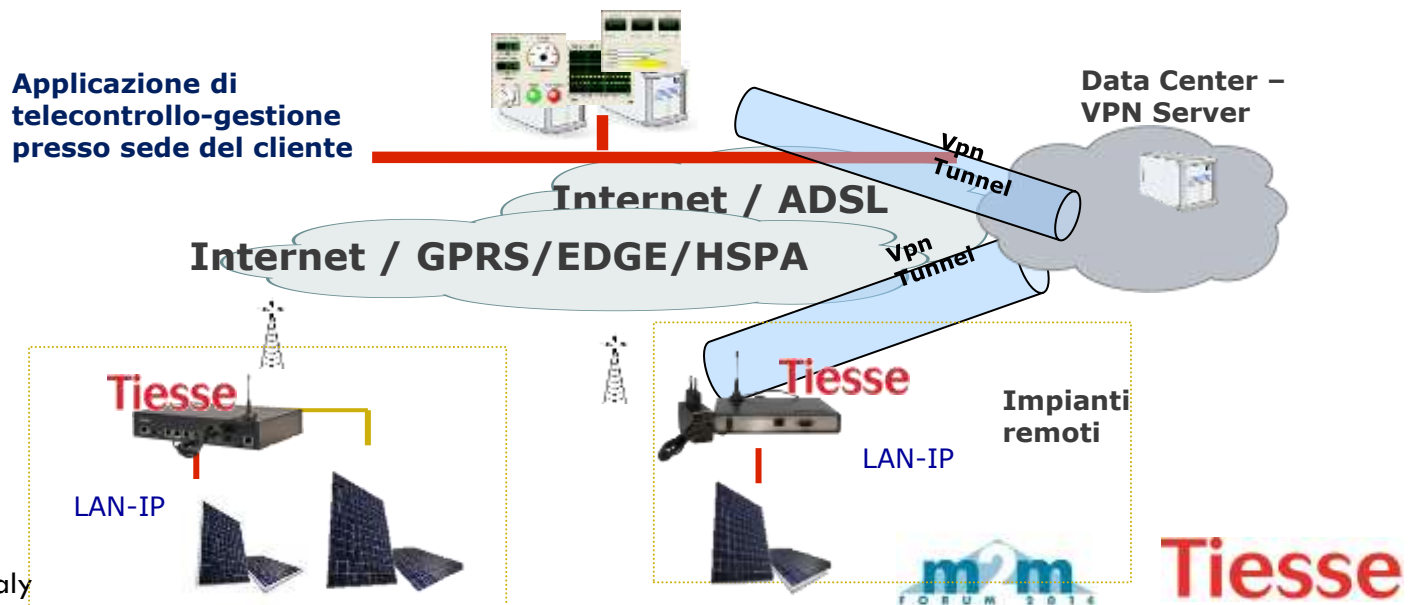 Applicazione di
telecontrollo-gestione
presso sede del cliente
Data Center –
VPN Server
Vpn
Tunnel
Internet / ADSL
Internet / GPRS/EDGE/HSPA
Vpn
Tunnel
Tiesse
Tiesse
Impianti
remoti
LAN-IP
LAN-IP
m2m
FORUM 2014
Tiesse
aly